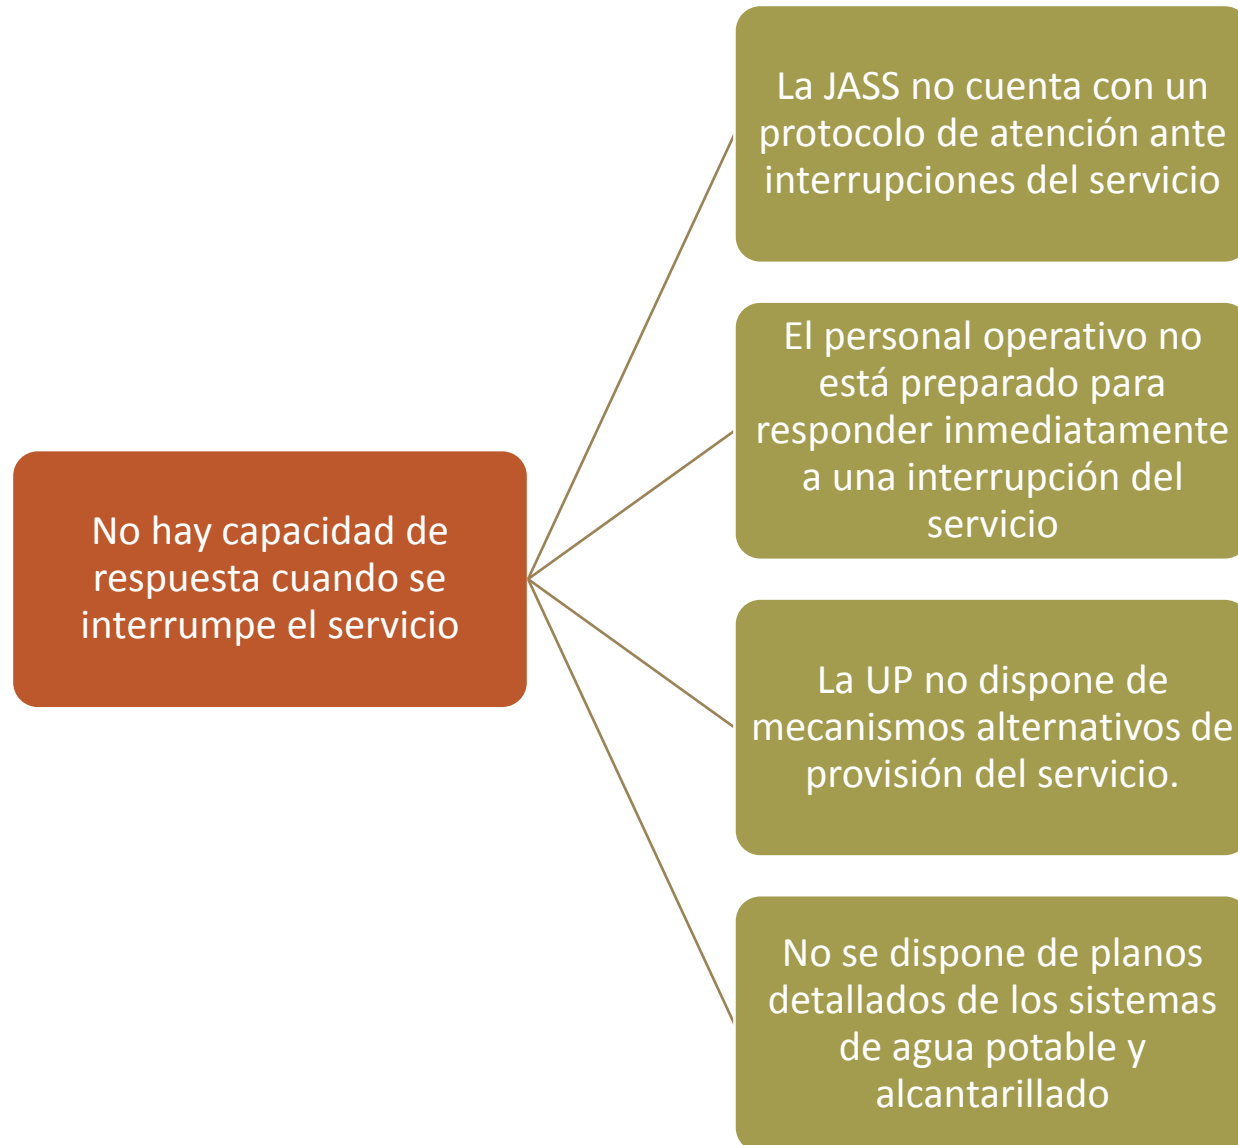 La JASS no cuenta con un
protocolo de atención ante
interrupciones del servicio
El personal operativo no
está preparado para
responder inmediatamente
a una interrupción del
servicio
No hay capacidad de
respuesta cuando se
interrumpe el servicio
La UP no dispone de
mecanismos alternativos de
provisión del servicio.
No se dispone de planos
detallados de los sistemas
de agua potable y
alcantarillado